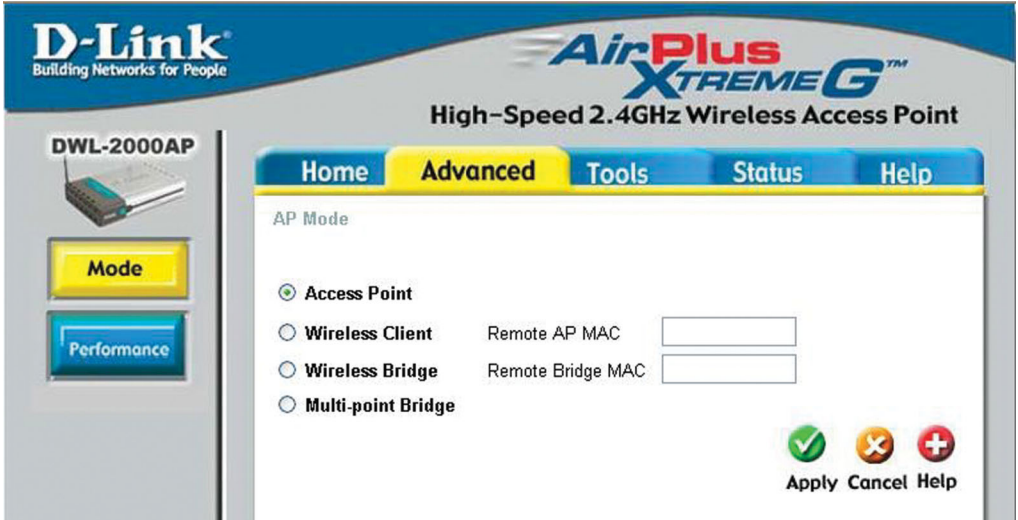 D-Link®
Building Networks for People
AirPlus
XTREME G™
High-Speed 2.4GHz Wireless Access Point
DWL-2000AP
Home Advanced Tools Status Help
Mode
Performance
AP Mode
Access Point
Wireless Client Remote AP MAC
Wireless Bridge Remote Bridge MAC
Multi-point Bridge
Apply Cancel Help